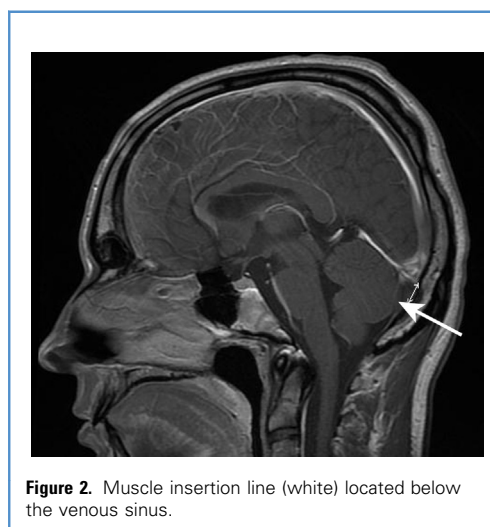 Figure 2. Muscle insertion line (white) located below
the venous sinus.